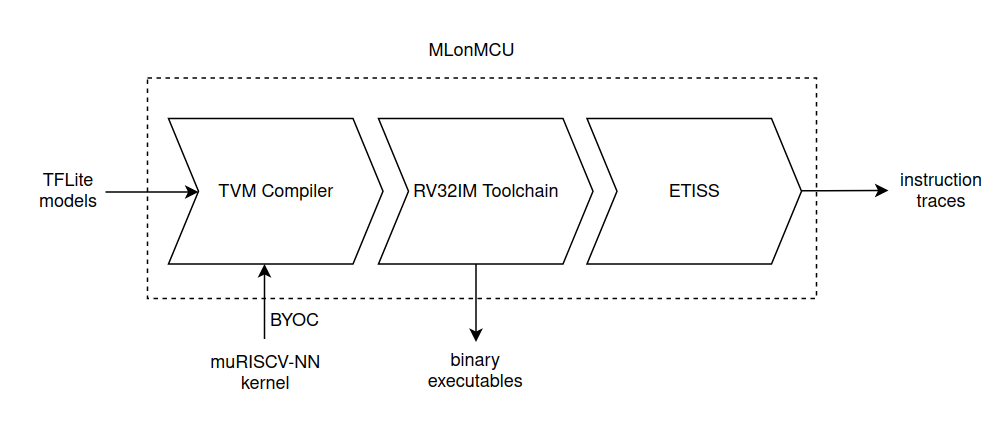 MLonMCU
TFLite
models
TVM Compiler
RV32IM Toolchain
ETISS
instruction
traces
BYOC
muRISCV-NN
kernel
binary
executables